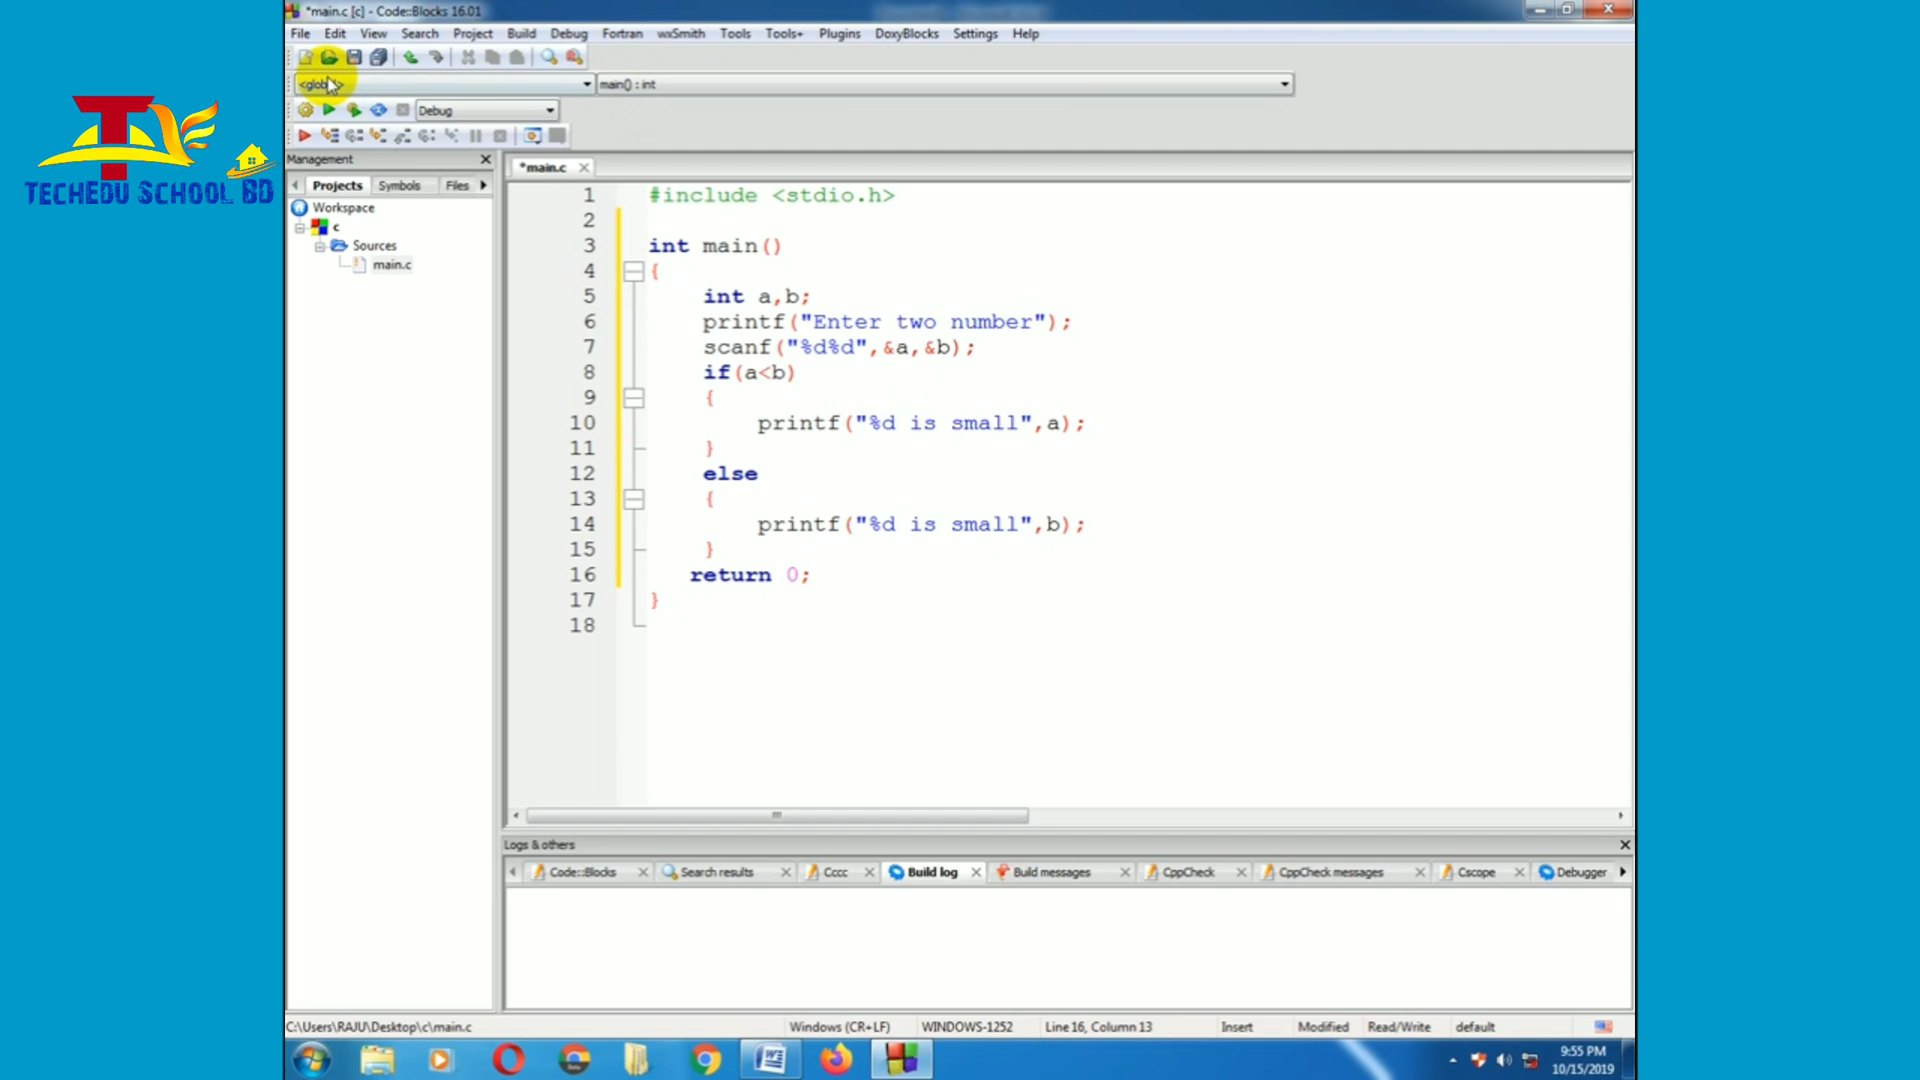 *main.c [c] - Code::Blocks 16.01
File Edit View Search Project Build Debug Fortran wxSmith Tools Tools+ Plugins DoxyBlocks Settings Help
<global> main() : int
Debug
TECHEDU SCHOOL BD
Management
Projects Symbols Files
Workspace
c
Sources
main.c
*main.c
1 #include <stdio.h>
2
3 int main()
4 {
5 int a,b;
6 printf("Enter two number");
7 scanf("%d%d",&a,&b);
8 if(a<b)
9 {
10 printf("%d is small",a);
11 }
12 else
13 {
14 printf("%d is small",b);
15 }
16 return 0;
17 }
18
Logs & others
Code::Blocks Search results Cccc Build log Build messages CppCheck CppCheck messages Cscope Debugger
C:\Users\RAJU\Desktop\c\main.c Windows (CR+LF) WINDOWS-1252 Line 16, Column 13 Insert Modified Read/Write default
9:55 PM
10/15/2019